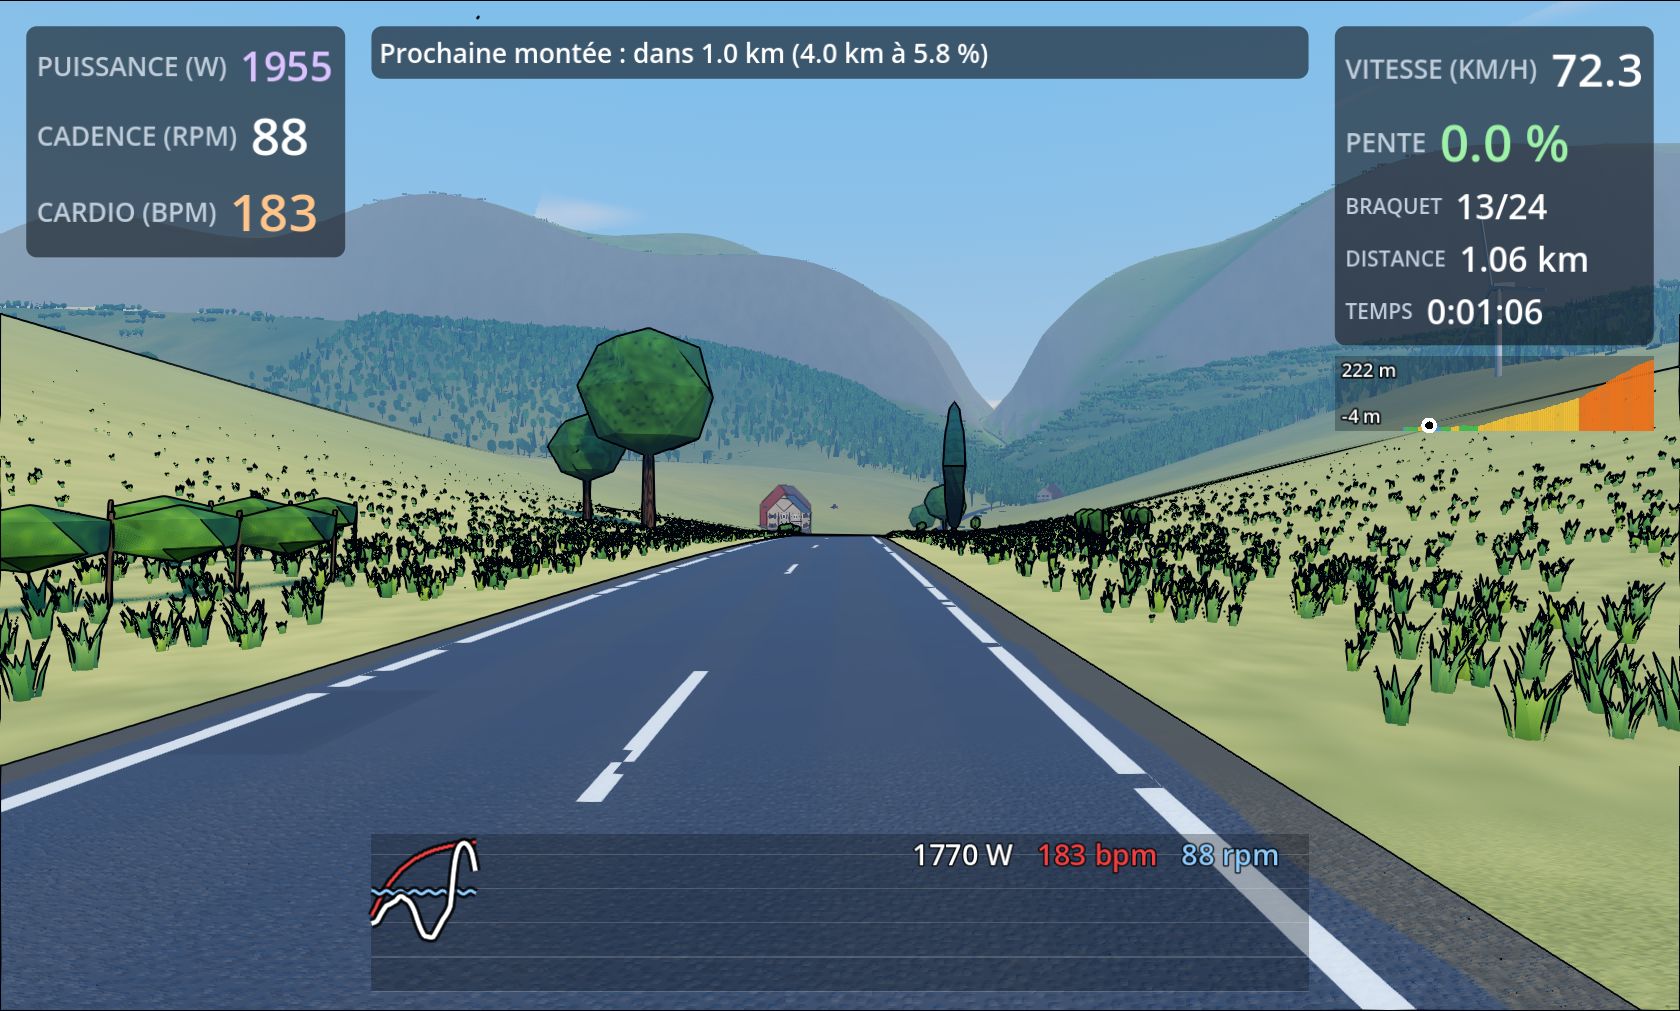 PUISSANCE (W) 1955
CADENCE (RPM) 88
CARDIO (BPM) 183
Prochaine montée : dans 1.0 km (4.0 km à 5.8 %)
VITESSE (KM/H) 72.3
PENTE 0.0 %
BRAQUET 13/24
DISTANCE 1.06 km
TEMPS 0:01:06
222 m
-4 m
1770 W 183 bpm 88 rpm